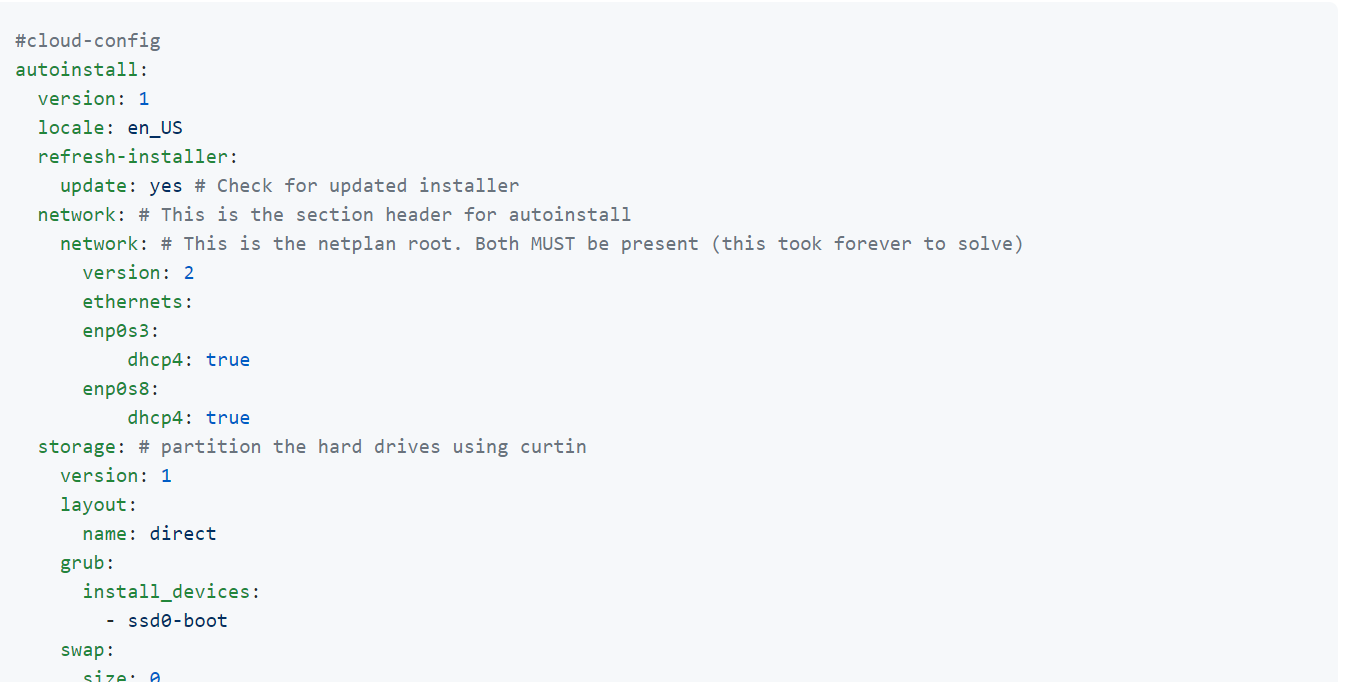 #cloud-config
autoinstall:
  version: 1
  locale: en_US
  refresh-installer:
    update: yes # Check for updated installer
  network: # This is the section header for autoinstall
    network: # This is the netplan root. Both MUST be present (this took forever to solve)
      version: 2
      ethernets:
      enp0s3:
          dhcp4: true
      enp0s8:
          dhcp4: true
  storage: # partition the hard drives using curtin
    version: 1
    layout:
      name: direct
    grub:
      install_devices:
        - ssd0-boot
    swap:
      size: 0